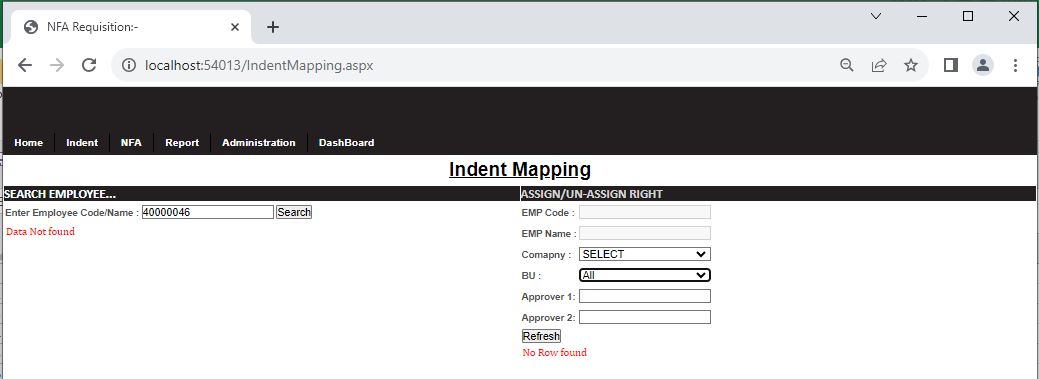 NFA Requisition:-
localhost:54013/IndentMapping.aspx
Home Indent NFA Report Administration DashBoard
Indent Mapping
SEARCH EMPLOYEE...
Enter Employee Code/Name : 40000046 Search
Data Not found
ASSIGN/UN-ASSIGN RIGHT
EMP Code :
EMP Name :
Comapny : SELECT
BU : All
Approver 1:
Approver 2:
Refresh
No Row found